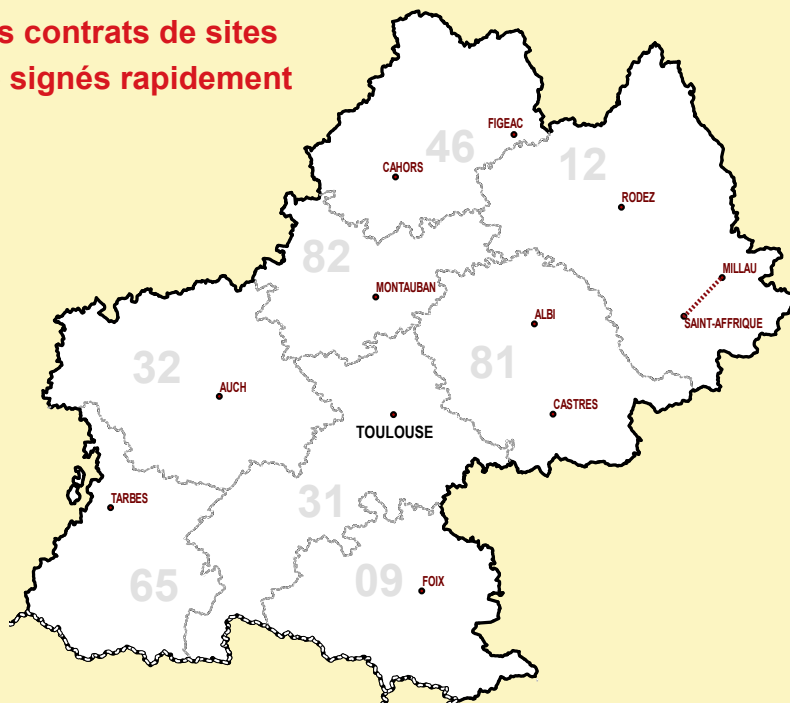 s contrats de sites
signés rapidement
FIGEAC
46
CAHORS
12
RODEZ
82
MILLAU
MONTAUBAN
ALBI
SAINT-AFFRIQUE
32
81
AUCH
CASTRES
TOULOUSE
TARBES
31
65
09
FOIX